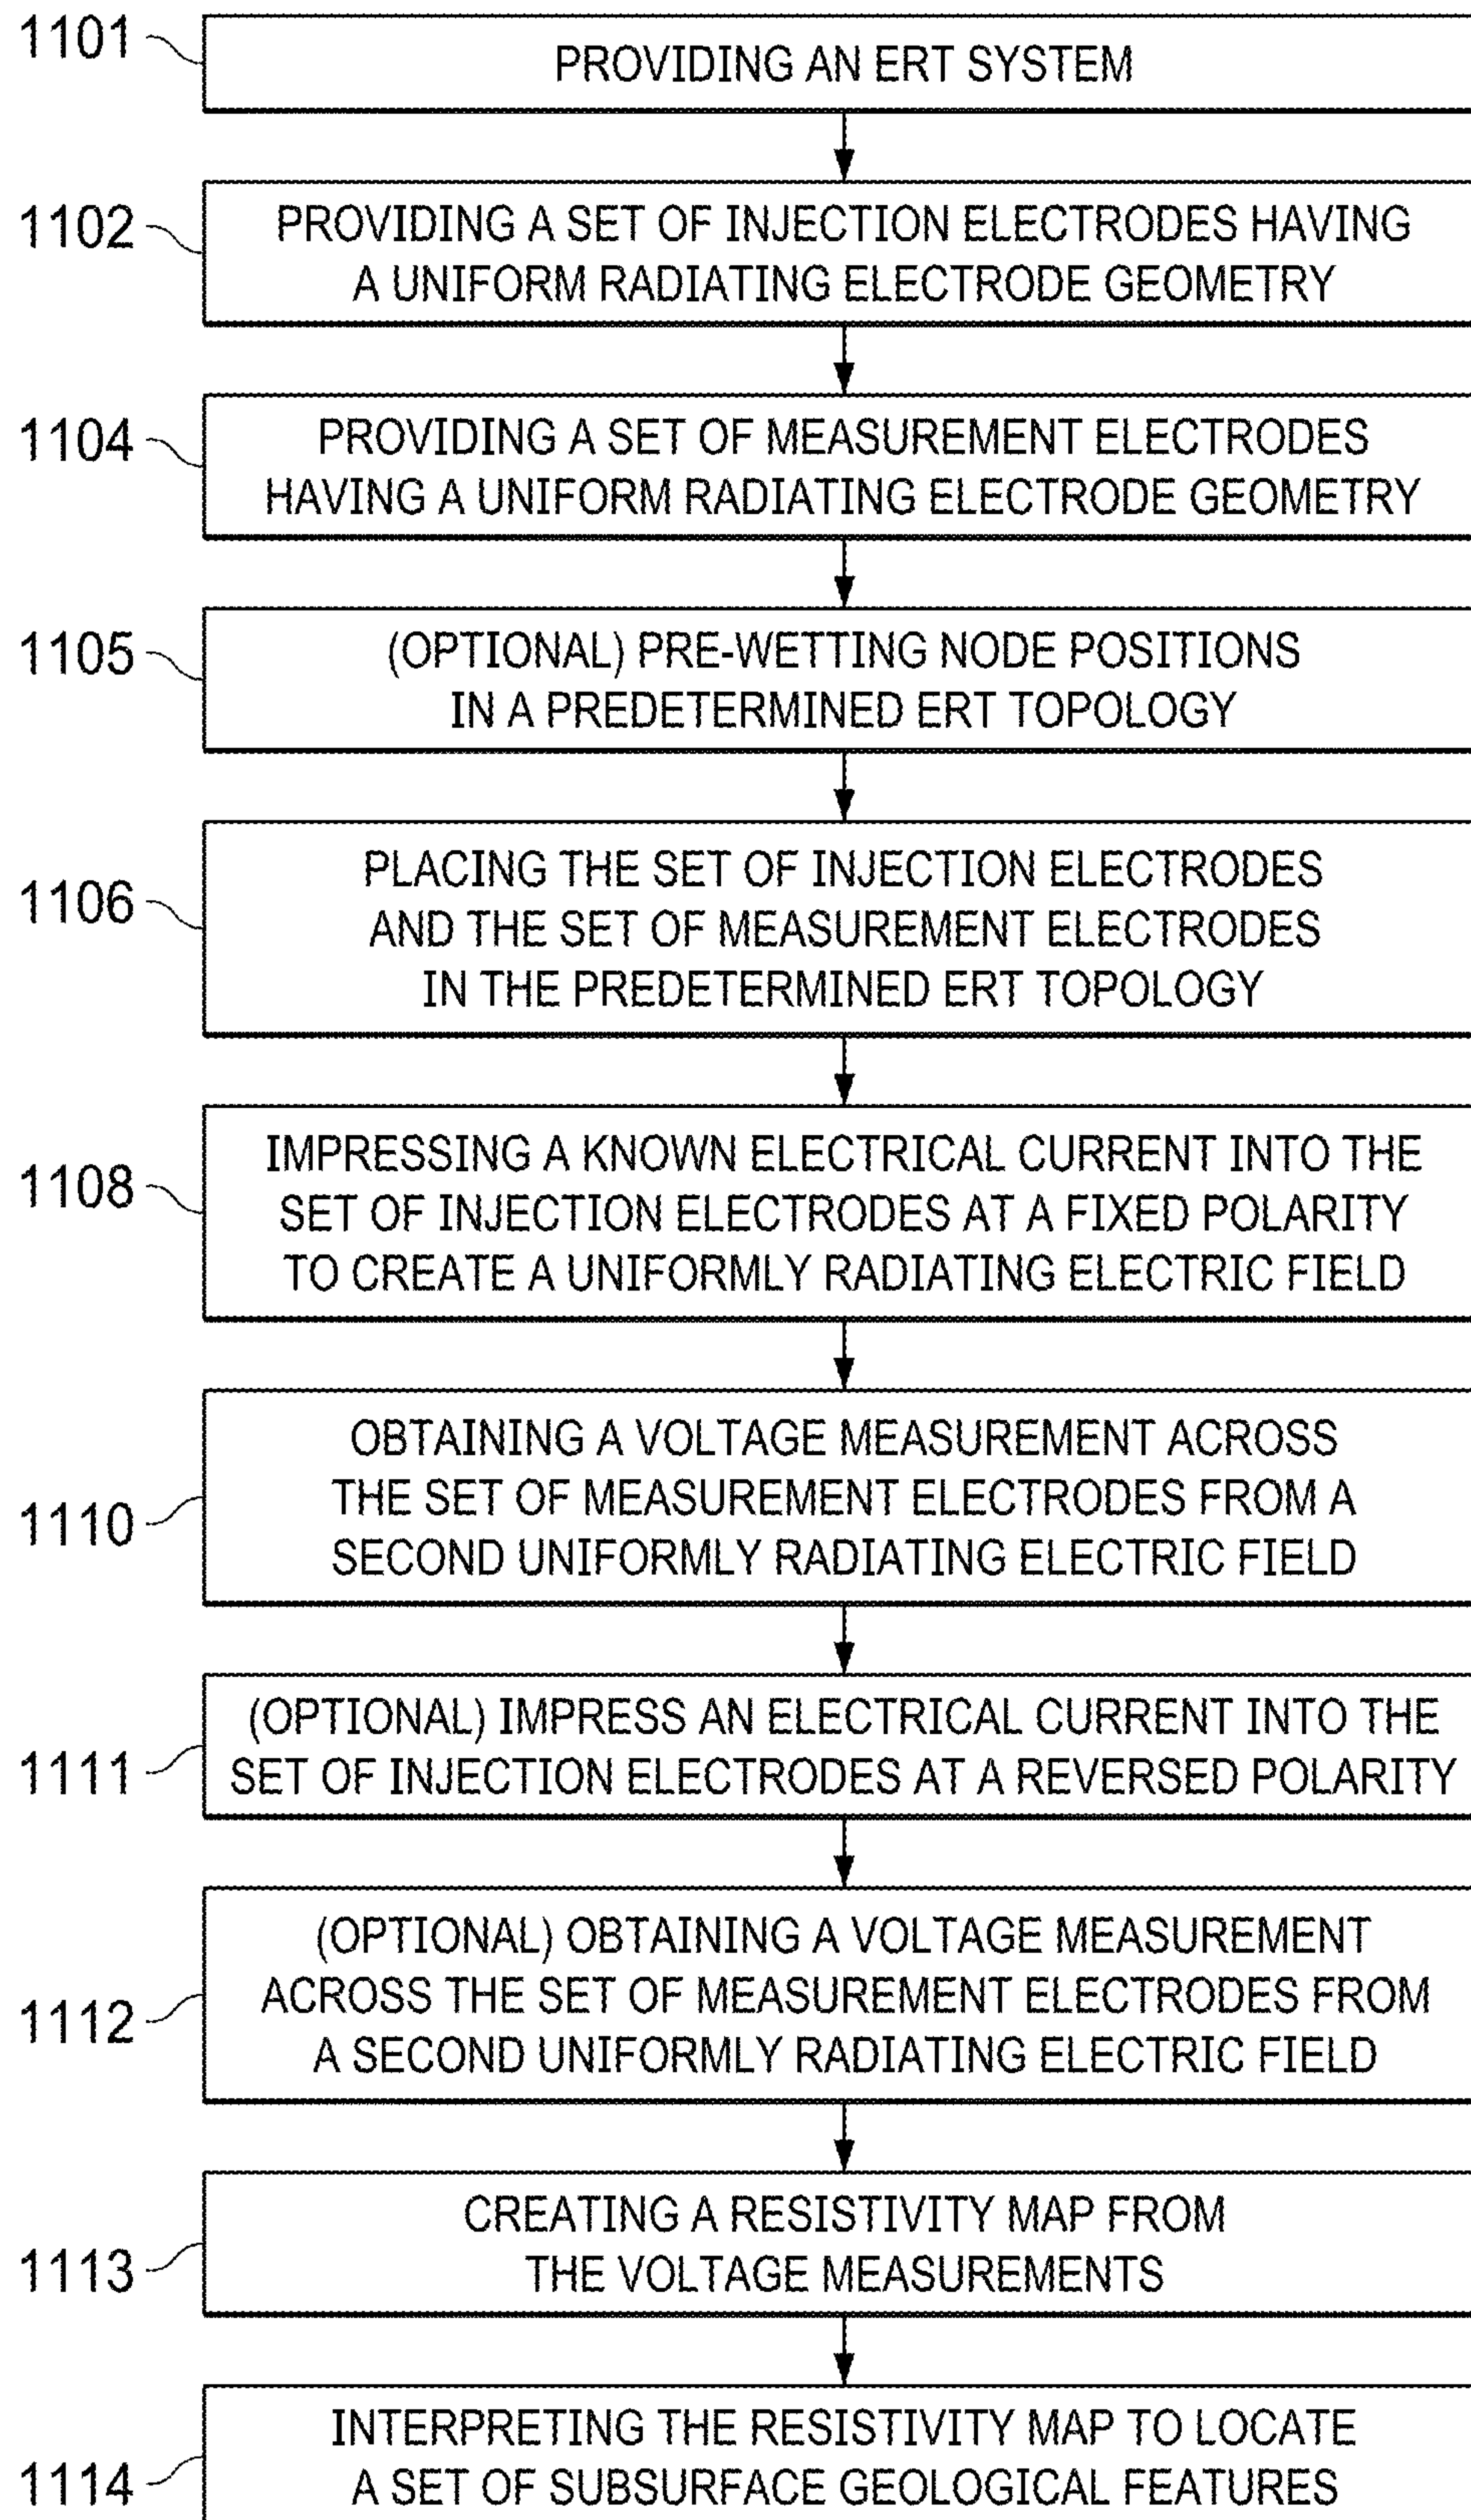 1101
PROVIDING AN ERT SYSTEM
1102
PROVIDING A SET OF INJECTION ELECTRODES HAVING
A UNIFORM RADIATING ELECTRODE GEOMETRY
1104
PROVIDING A SET OF MEASUREMENT ELECTRODES
HAVING A UNIFORM RADIATING ELECTRODE GEOMETRY
1105
(OPTIONAL) PRE-WETTING NODE POSITIONS
IN A PREDETERMINED ERT TOPOLOGY
1106
PLACING THE SET OF INJECTION ELECTRODES
AND THE SET OF MEASUREMENT ELECTRODES
IN THE PREDETERMINED ERT TOPOLOGY
1108
IMPRESSING A KNOWN ELECTRICAL CURRENT INTO THE
SET OF INJECTION ELECTRODES AT A FIXED POLARITY
TO CREATE A UNIFORMLY RADIATING ELECTRIC FIELD
1110
OBTAINING A VOLTAGE MEASUREMENT ACROSS
THE SET OF MEASUREMENT ELECTRODES FROM A
SECOND UNIFORMLY RADIATING ELECTRIC FIELD
1111
(OPTIONAL) IMPRESS AN ELECTRICAL CURRENT INTO THE
SET OF INJECTION ELECTRODES AT A REVERSED POLARITY
1112
(OPTIONAL) OBTAINING A VOLTAGE MEASUREMENT
ACROSS THE SET OF MEASUREMENT ELECTRODES FROM
A SECOND UNIFORMLY RADIATING ELECTRIC FIELD
1113
CREATING A RESISTIVITY MAP FROM
THE VOLTAGE MEASUREMENTS
1114
INTERPRETING THE RESISTIVITY MAP TO LOCATE
A SET OF SUBSURFACE GEOLOGICAL FEATURES